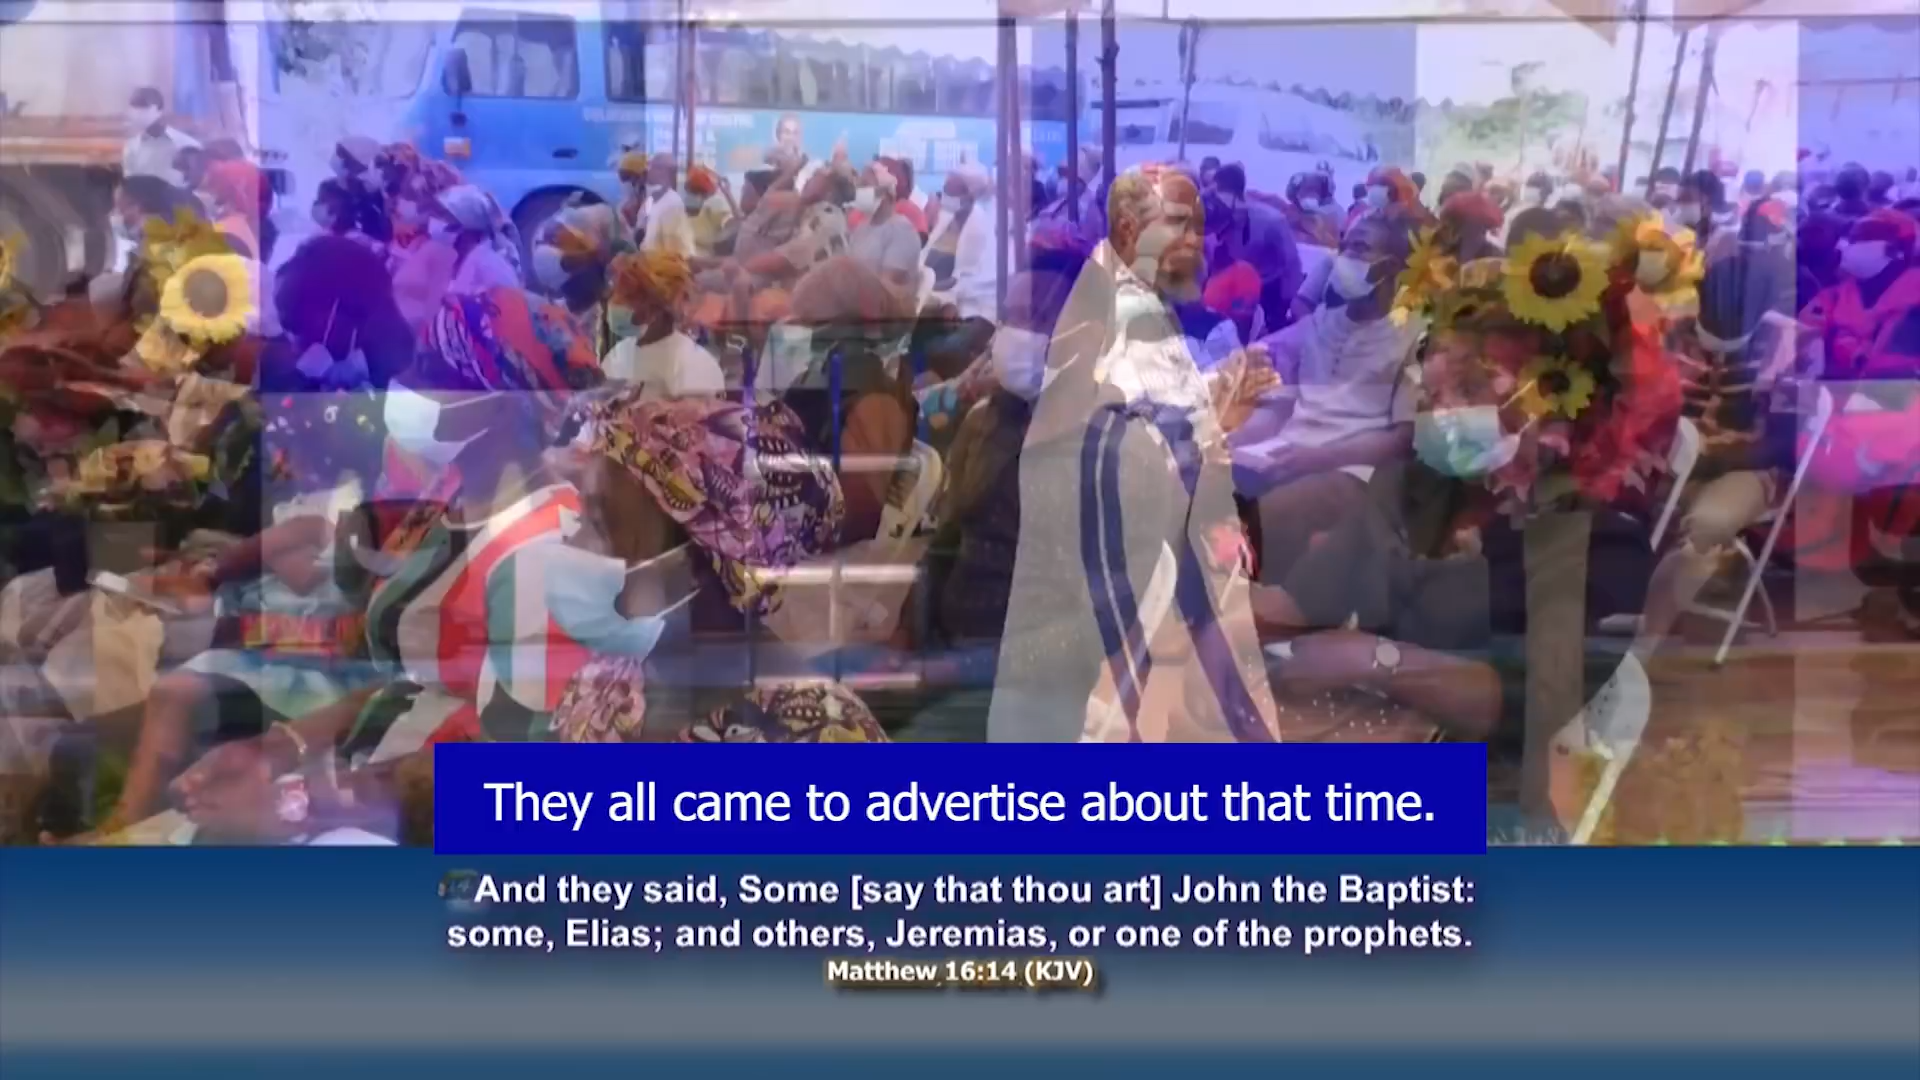 They all came to advertise about that time.
And they said, Some [say that thou art] John the Baptist:
some, Elias; and others, Jeremias, or one of the prophets.
Matthew 16:14 (KJV)